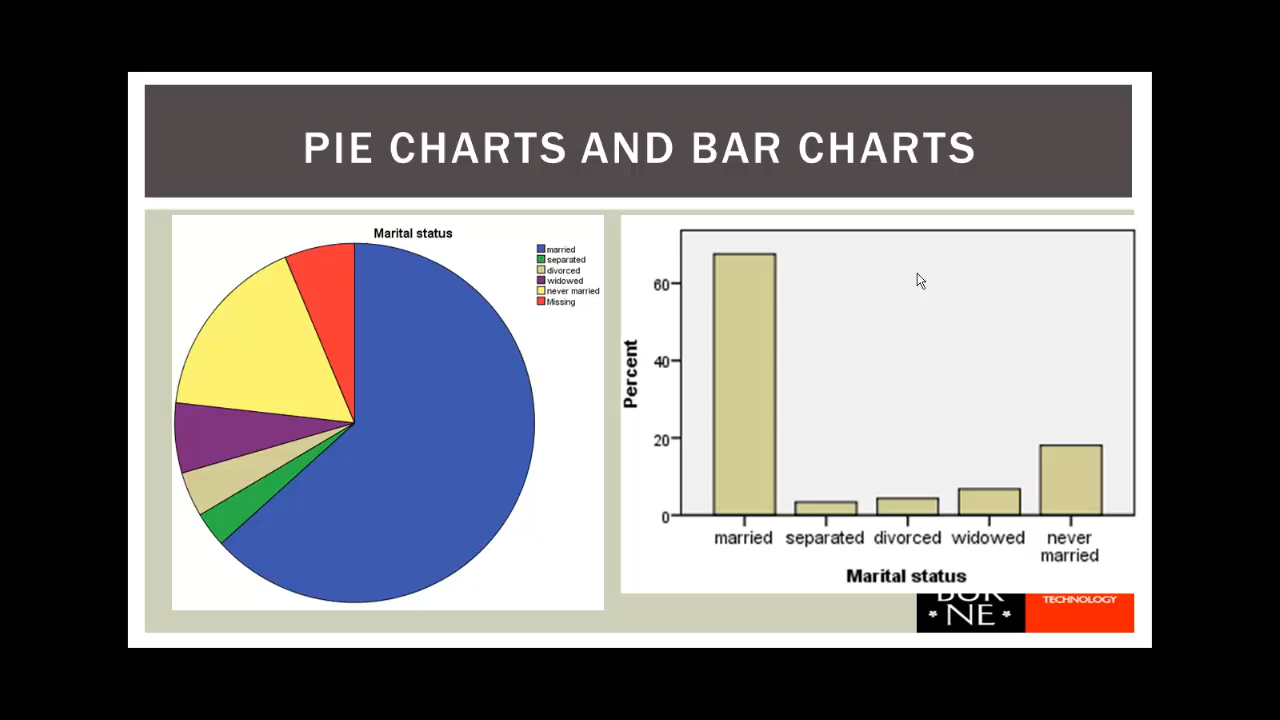 PIE CHARTS AND BAR CHARTS
Marital status
married
separated
divorced
widowed
never married
Missing
Percent
60
40
20
0
married separated divorced widowed never
married
Marital status
NE
TECHNOLOGY